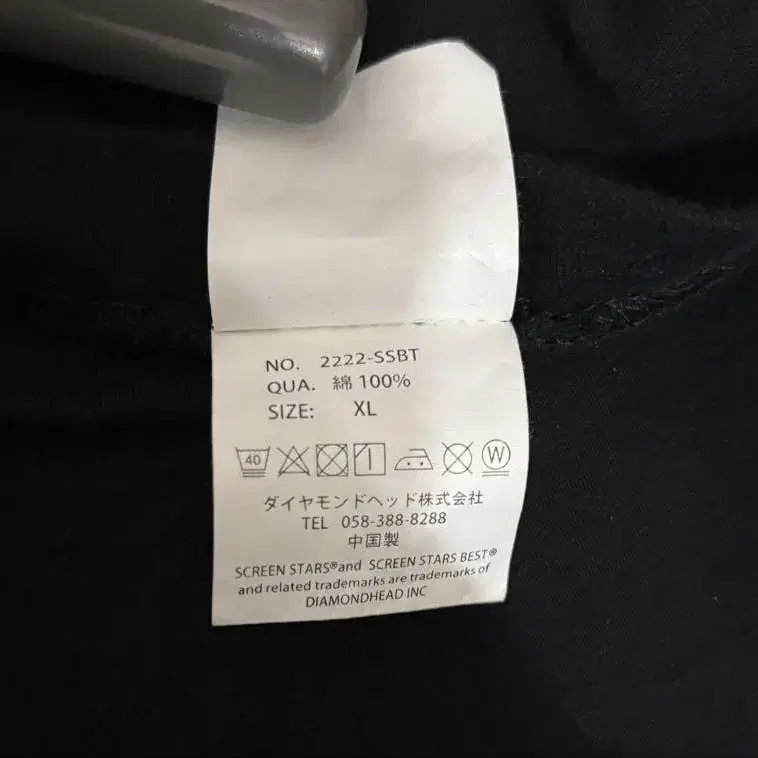 NO. 2222-SSBT
QUA. 綿 100%
SIZE: XL
40 W
ダイヤモンドヘッド株式会社
TEL 058-388-8288
中国製
SCREEN STARS®and SCREEN STARS BEST®
and related trademarks are trademarks of
DIAMONDHEAD INC